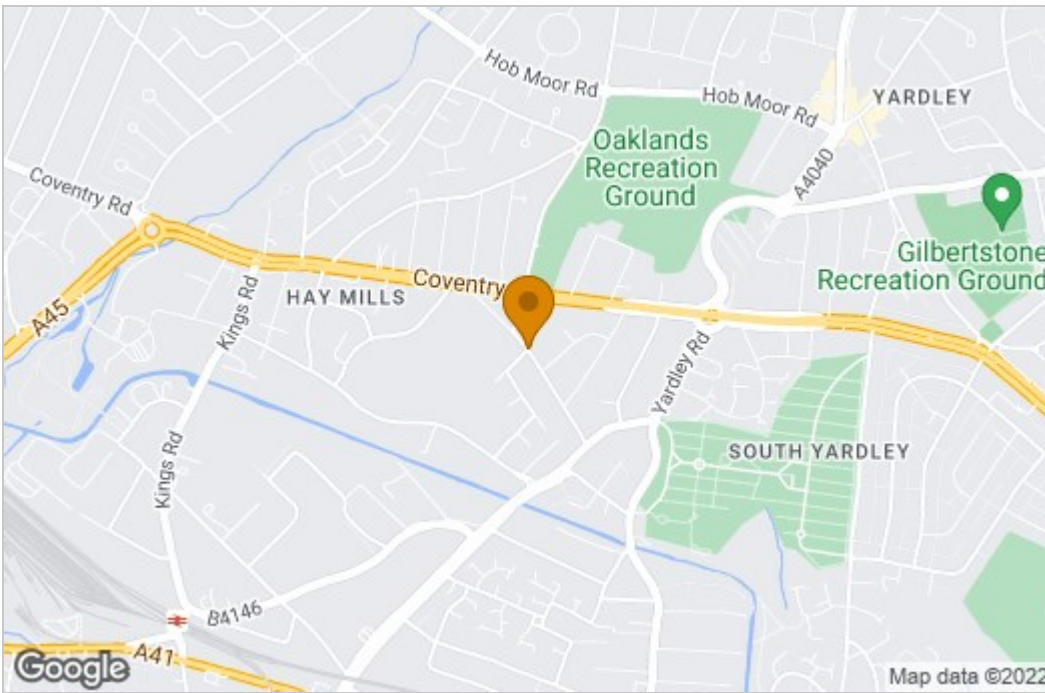 Hob Moor Rd
Hob Moor Rd
YARDLEY
Oaklands
Recreation
Ground
A4040
Coventry Rd
Gilbertstone
Recreation Ground
Coventry
HAY MILLS
A45
Kings Rd
Yardley Rd
SOUTH YARDLEY
Kings Rd
B4146
A41
Google
Map data ©2022